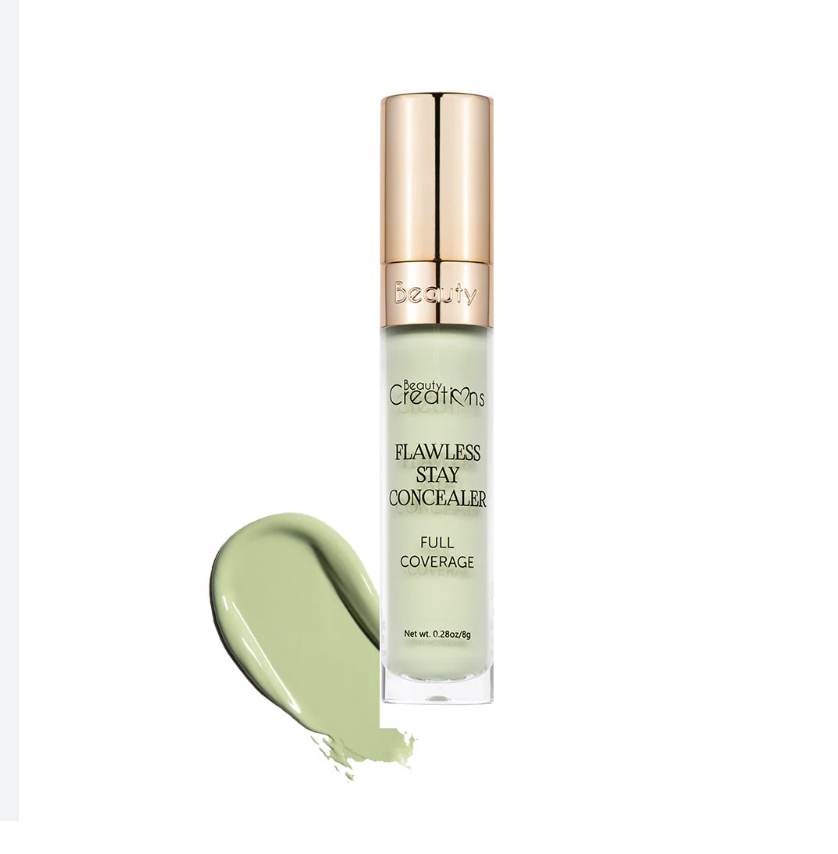 Beauty
Beauty
Creations
FLAWLESS
STAY
CONCEALER
FULL
COVERAGE
Net wt. 0.28oz/8g